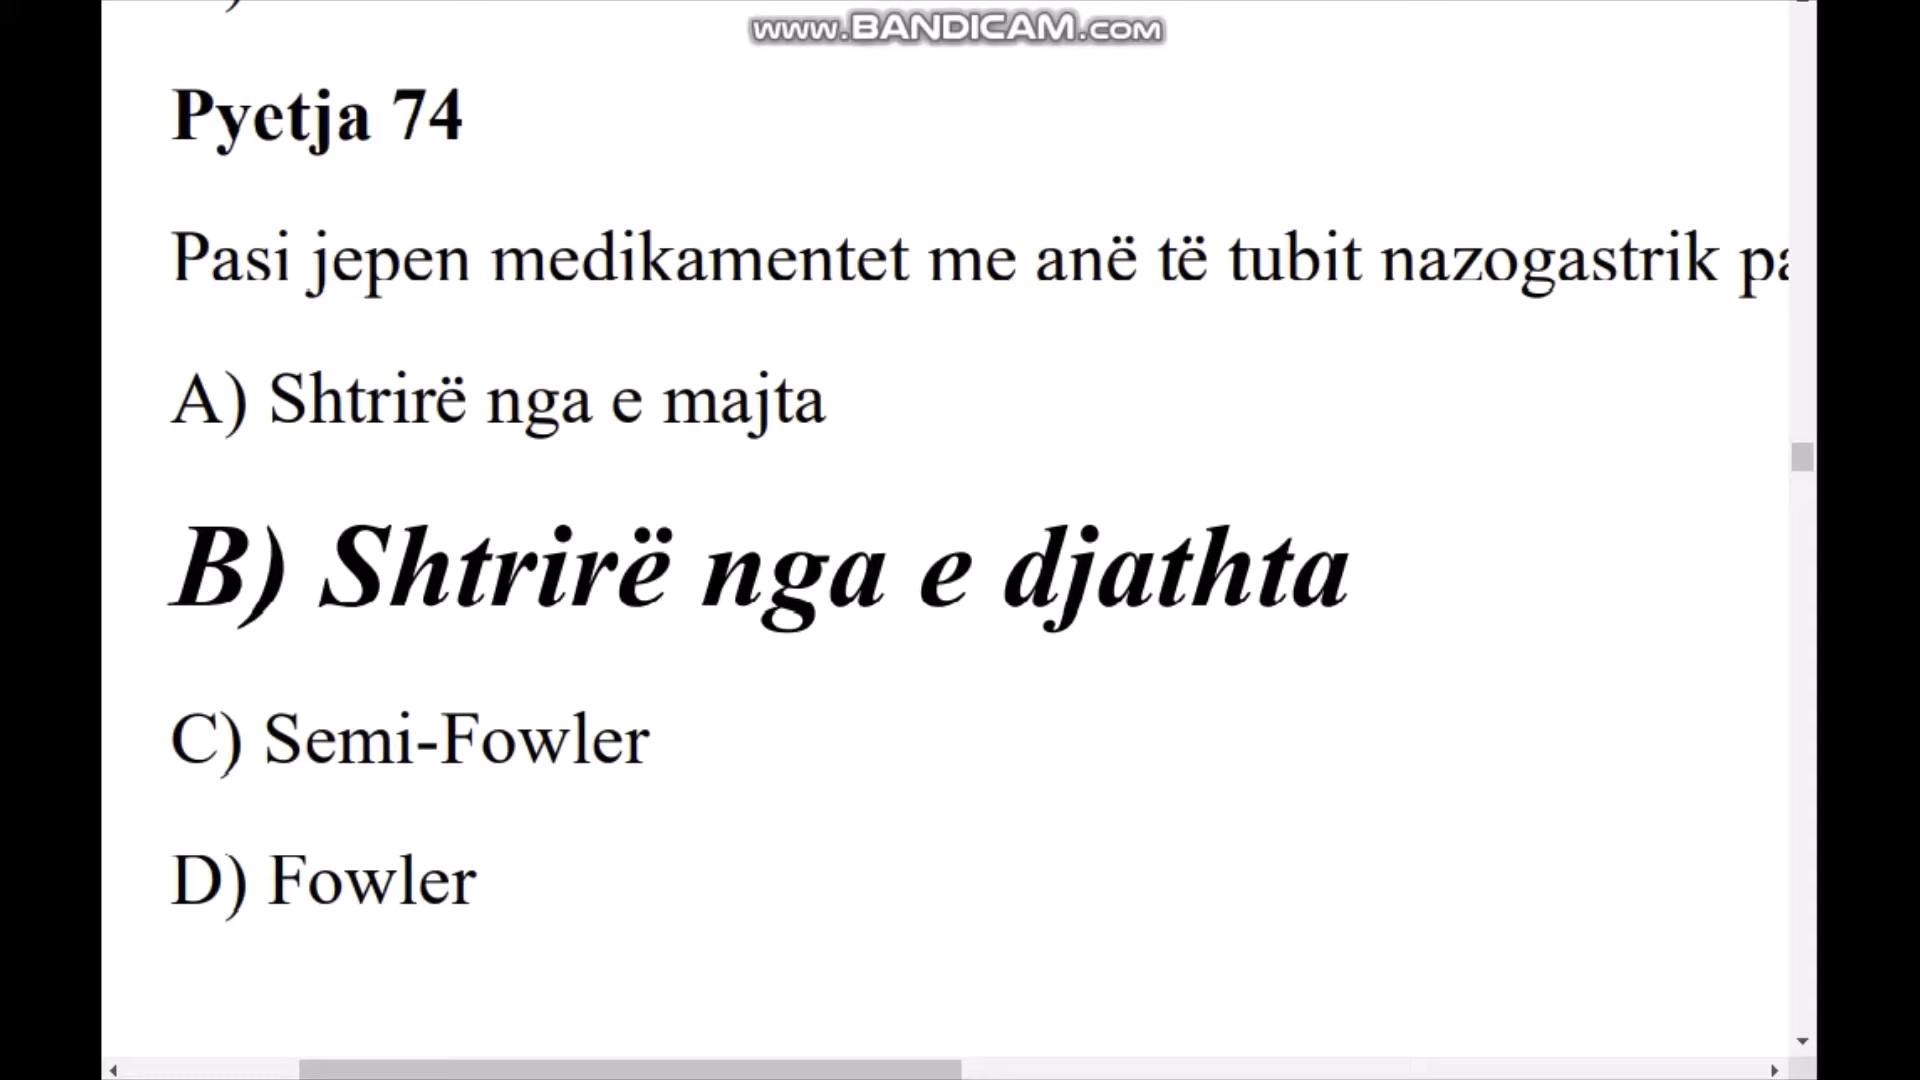 www.BANDICAM.com
Pyetja 74
Pasi jepen medikamentet me anë të tubit nazogastrik
A) Shtrirë nga e majta
B) Shtrirë nga e djathta
C) Semi-Fowler
D) Fowler